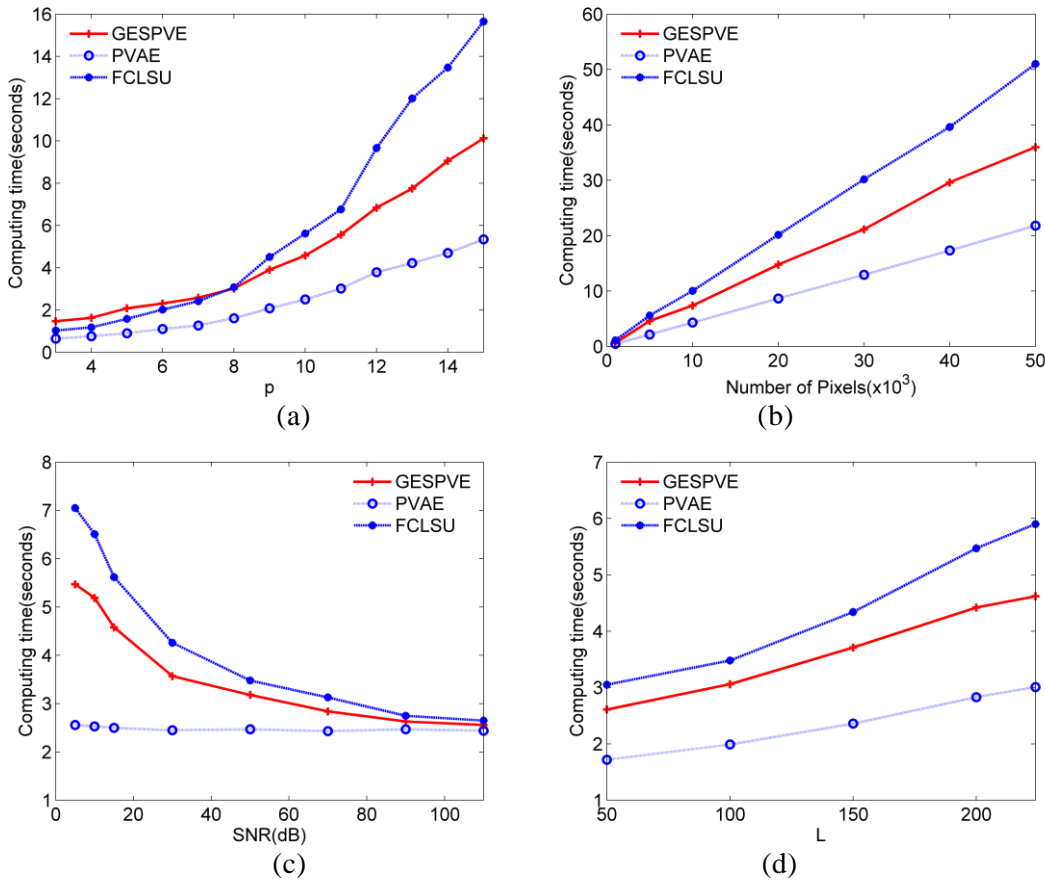 16
14
12
10
8
6
4
2
0
Computing time(seconds)
GESPVE
PVAE
FCLSU
4 6 8 10 12 14
p
(a)
60
50
40
30
20
10
0
Computing time(seconds)
GESPVE
PVAE
FCLSU
0 10 20 30 40 50
Number of Pixels(x10³)
(b)
8
7
6
5
4
3
2
1
Computing time(seconds)
GESPVE
PVAE
FCLSU
0 20 40 60 80 100
SNR(dB)
(c)
7
6
5
4
3
2
1
Computing time(seconds)
GESPVE
PVAE
FCLSU
50 100 150 200
L
(d)